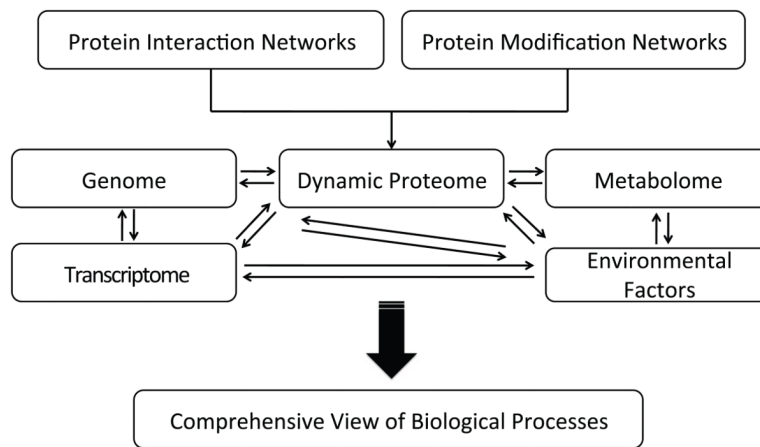 Protein Interaction Networks
Protein Modification Networks
Genome
Dynamic Proteome
Metabolome
Transcriptome
Environmental
Factors
Comprehensive View of Biological Processes